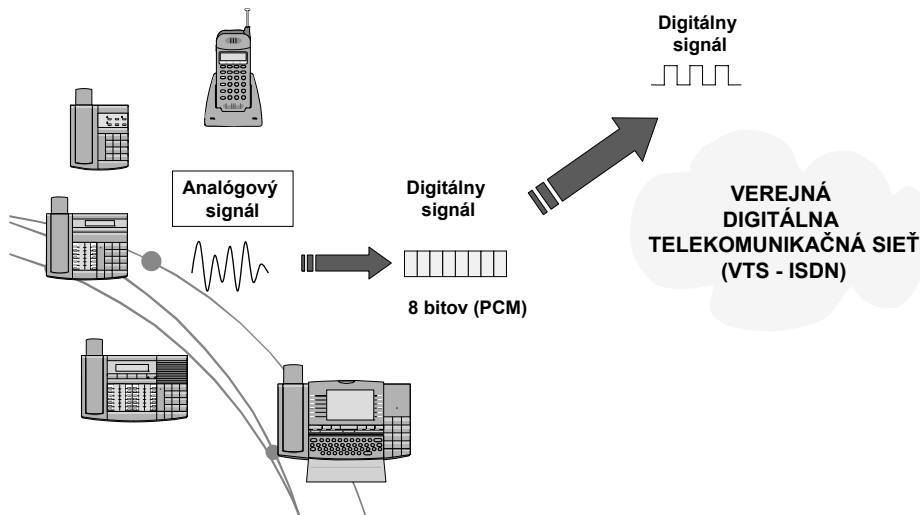 Digitálny
signál
Analógový
signál
Digitálny
signál
8 bitov (PCM)
VEREJNÁ
DIGITÁLNA
TELEKOMUNIKAČNÁ SIEŤ
(VTS - ISDN)